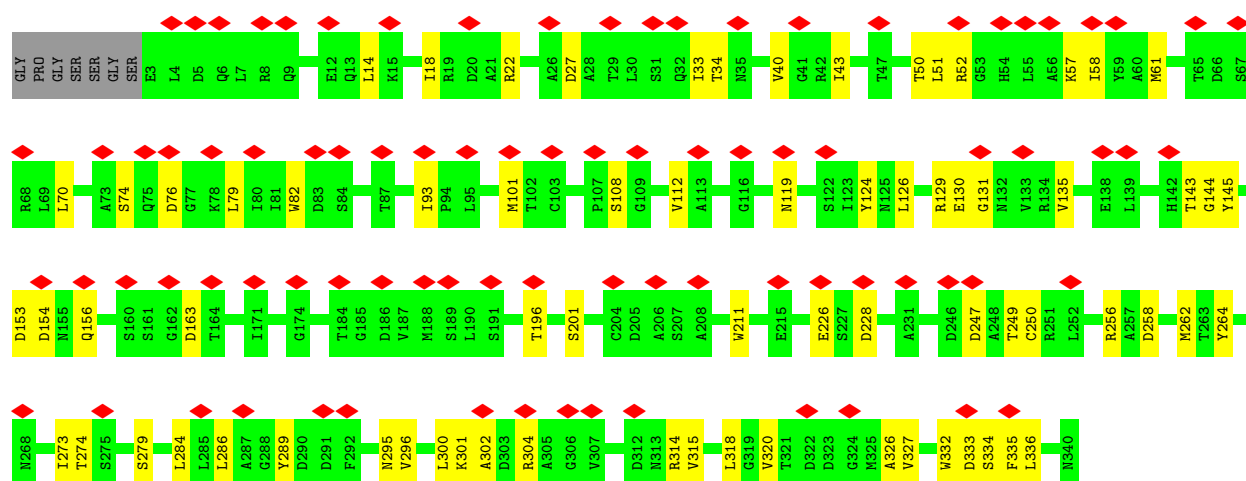 GLY PRO GLY SER SER GLY SER E3 L4 D5 Q6 L7 R8 Q9 E12 Q13 L14 K15 I18 R19 D20 A21 R22 A26 D27 A28 T29 L30 S31 Q32 I33 T34 N35 V40 G41 R42 I43 T47 T50 L51 R52 G53 H54 L55 A56 K57 I58 Y59 A60 M61 T65 D66 S67
R68 L69 L70 A73 S74 Q75 D76 G77 K78 L79 I80 I81 W82 D83 S84 T87 I93 P94 L95 M101 T102 C103 P107 S108 G109 V112 A113 G116 N119 S122 I123 Y124 N125 L126 R129 E130 G131 N132 V133 R134 V135 E138 L139 H142 T143 G144 Y145
D153 D154 N155 Q156 S160 S161 G162 D163 T164 I171 G174 T184 G185 D186 V187 M188 S189 L190 S191 T196 S201 C204 D205 A206 S207 A208 W211 E215 E226 S227 D228 A231 D246 D247 A248 T249 C250 R251 L252 R256 A257 D258 M262 T263 Y264
N268 I273 T274 S275 S279 L284 L285 L286 A287 G288 Y289 D290 D291 F292 N295 V296 L300 K301 A302 D303 R304 A305 G306 V307 D312 N313 R314 V315 L318 G319 V320 T321 D322 D323 G324 M325 A326 V327 W332 D333 S334 F335 L336 N340